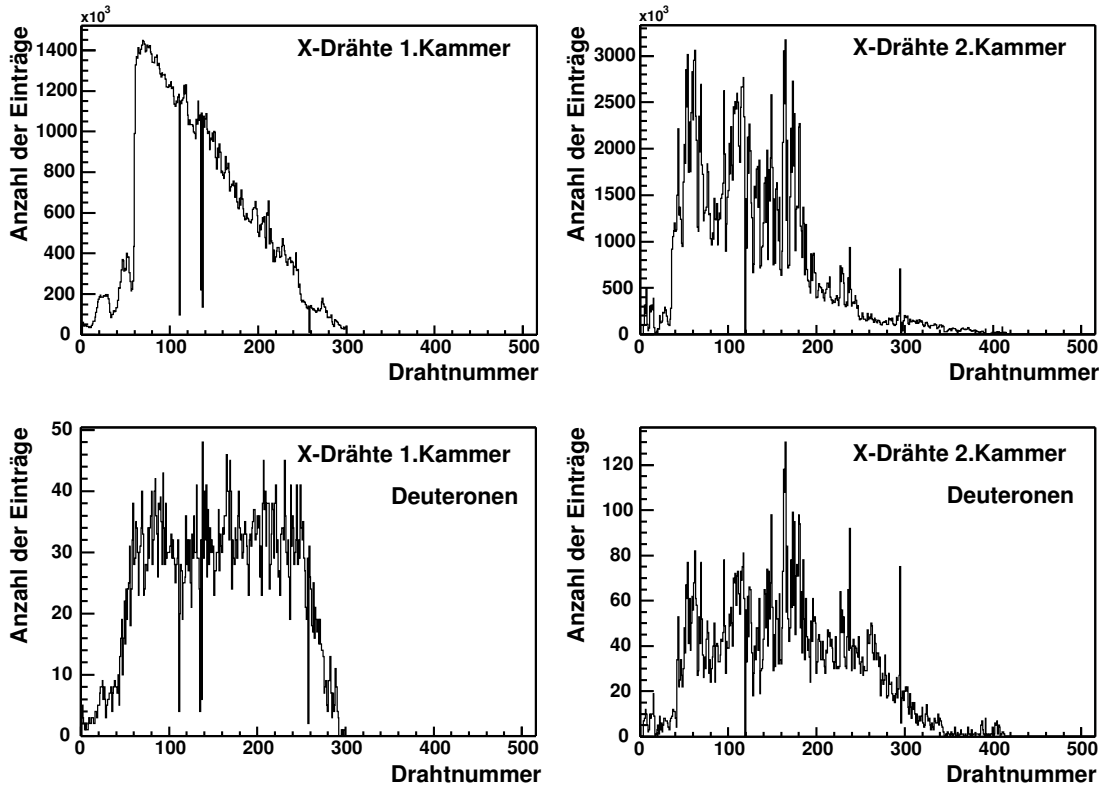 ×10³
X-Drähte 1.Kammer
Anzahl der Einträge
1400
1200
1000
800
600
400
200
0
0 100 200 300 400 500
Drahtnummer
×10³
X-Drähte 2.Kammer
Anzahl der Einträge
3000
2500
2000
1500
1000
500
0
0 100 200 300 400 500
Drahtnummer
X-Drähte 1.Kammer
Deuteronen
Anzahl der Einträge
50
40
30
20
10
0
0 100 200 300 400 500
Drahtnummer
X-Drähte 2.Kammer
Deuteronen
Anzahl der Einträge
120
100
80
60
40
20
0
0 100 200 300 400 500
Drahtnummer